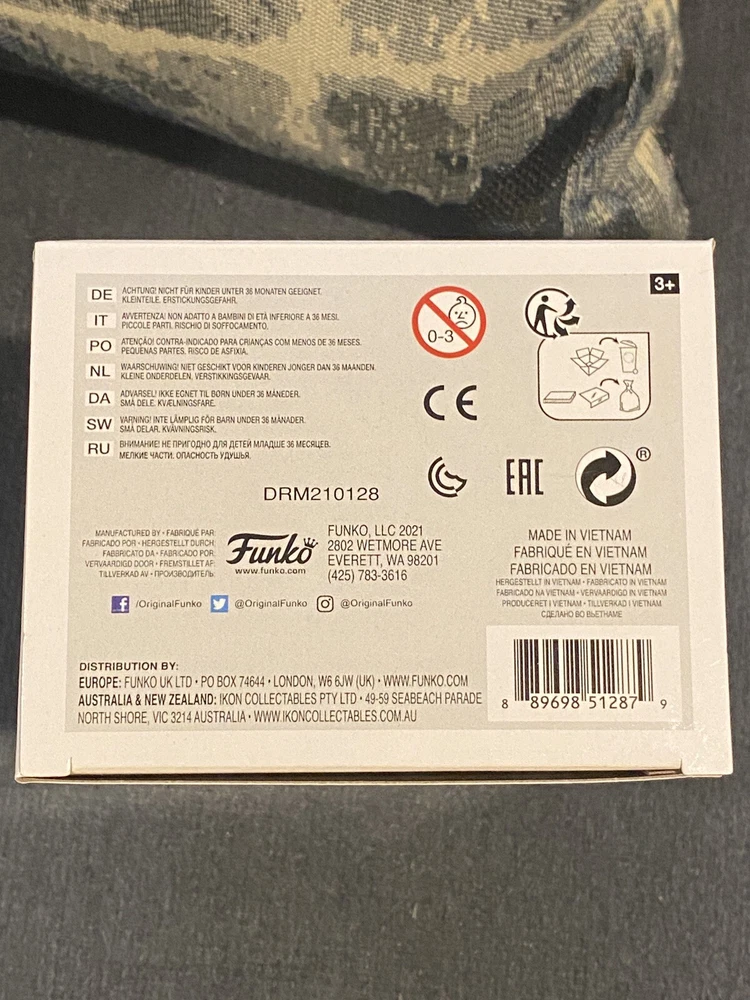 3+
DE ACHTUNG! NICHT FÜR KINDER UNTER 36 MONATEN GEEIGNET.
KLEINTEILE. ERSTICKUNGSGEFAHR.
IT AVVERTENZA: NON ADATTO A BAMBINI DI ETÀ INFERIORE A 36 MESI.
PICCOLE PARTI. RISCHIO DI SOFFOCAMENTO.
PO ATENÇÃO! CONTRA-INDICADO PARA CRIANÇAS COM MENOS DE 36 MESES.
PEQUENAS PARTES. RISCO DE ASFIXIA.
NL WAARSCHUWING! NIET GESCHIKT VOOR KINDEREN JONGER DAN 36 MAANDEN.
KLEINE ONDERDELEN. VERSTIKKINGSGEVAAR.
DA ADVARSEL! IKKE EGNET TIL BØRN UNDER 36 MÅNEDER.
SMÅ DELE. KVÆLNINGSFARE.
SW VARNING! INTE LÄMPLIG FÖR BARN UNDER 36 MÅNADER.
SMÅ DELAR. KVÄVNINGSRISK.
RU ВНИМАНИЕ! НЕ ПРИГОДНО ДЛЯ ДЕТЕЙ МЛАДШЕ 36 МЕСЯЦЕВ.
МЕЛКИЕ ЧАСТИ. ОПАСНОСТЬ УДУШЬЯ.
0-3
CE
EAC
®
DRM210128
MANUFACTURED BY • FABRIQUÉ PAR:
FABRICADO POR • HERGESTELLT DURCH:
FABBRICATO DA • FABRICADO POR:
VERVAARDIGD DOOR • FREMSTILLET AF:
TILLVERKAD AV • ПРОИЗВОДИТЕЛЬ:
Funko
www.funko.com
FUNKO, LLC 2021
2802 WETMORE AVE
EVERETT, WA 98201
(425) 783-3616
/OriginalFunko @OriginalFunko @OriginalFunko
MADE IN VIETNAM
FABRIQUÉ EN VIETNAM
FABRICADO EN VIETNAM
HERGESTELLT IN VIETNAM • FABBRICATO IN VIETNAM
FABRICADO NA VIETNAM • VERVAARDIGD IN VIETNAM
PRODUCERET I VIETNAM • TILLVERKAD I VIETNAM
СДЕЛАНО ВО ВЬЕТНАМЕ
DISTRIBUTION BY:
EUROPE: FUNKO UK LTD • PO BOX 74644 • LONDON, W6 6JW (UK) • WWW.FUNKO.COM
AUSTRALIA & NEW ZEALAND: IKON COLLECTABLES PTY LTD • 49-59 SEABEACH PARADE
NORTH SHORE, VIC 3214 AUSTRALIA • WWW.IKONCOLLECTABLES.COM.AU
8 89698 51287 9